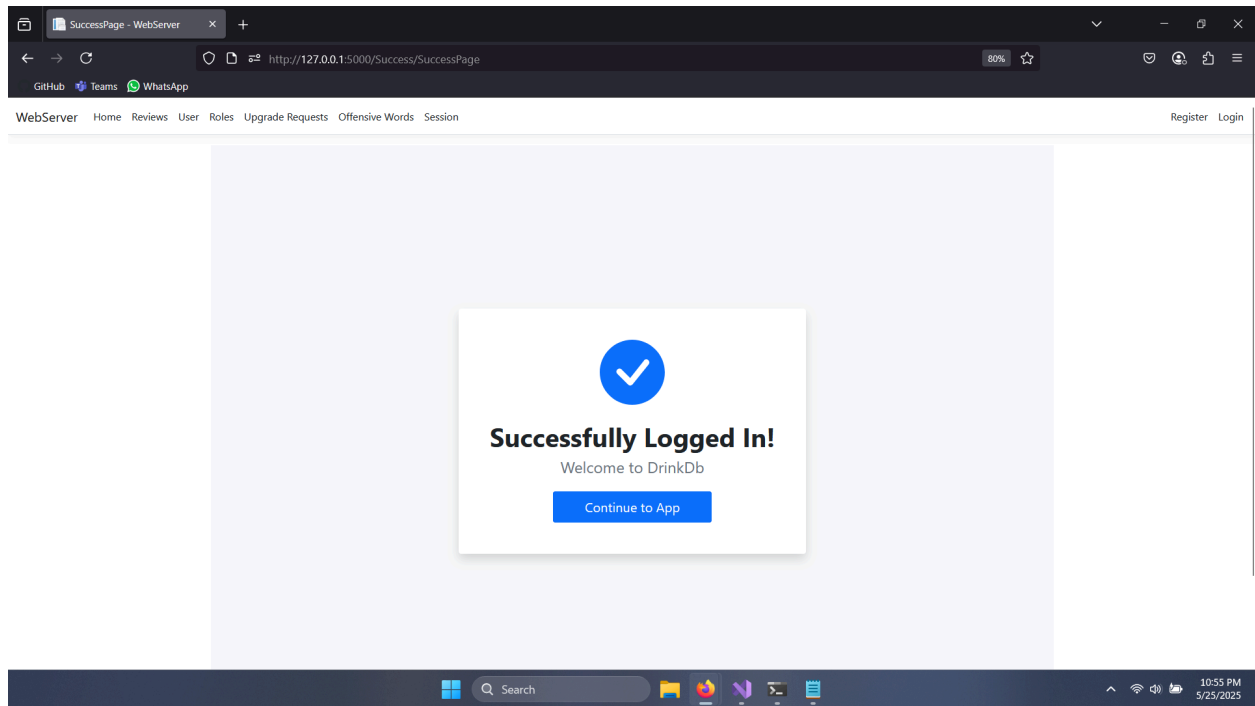 SuccessPage - WebServer
http://127.0.0.1:5000/Success/SuccessPage 80%
GitHub Teams WhatsApp
WebServer Home Reviews User Roles Upgrade Requests Offensive Words Session Register Login
Successfully Logged In!
Welcome to DrinkDb
Continue to App
Search
10:55 PM
5/25/2025